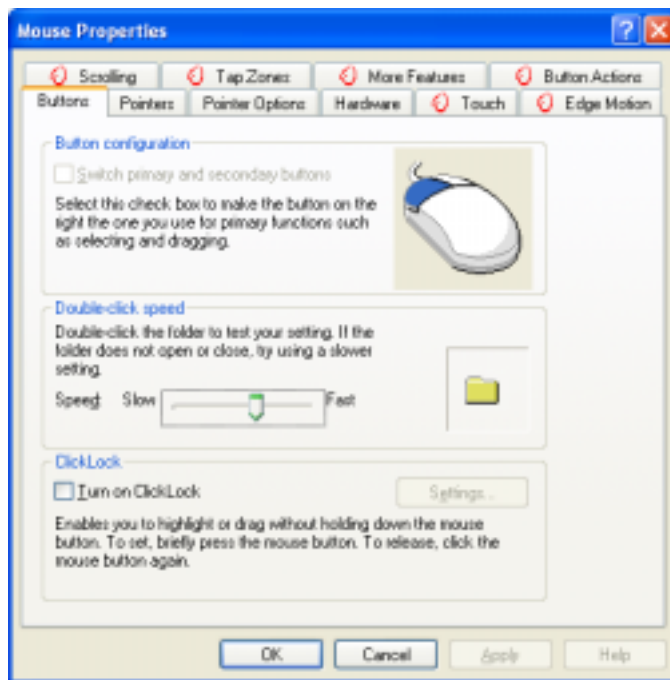 Mouse Properties
Scrolling Tap Zones More Features Button Actions
Buttons Pointers Pointer Options Hardware Touch Edge Motion
Button configuration
Switch primary and secondary buttons
Select this check box to make the button on the
right the one you use for primary functions such
as selecting and dragging.
Double-click speed
Double-click the folder to test your setting. If the
folder does not open or close, try using a slower
setting.
Speed: Slow Fast
ClickLock
Turn on ClickLock Settings...
Enables you to highlight or drag without holding down the mouse
button. To set, briefly press the mouse button. To release, click the
mouse button again.
OK Cancel Apply Help